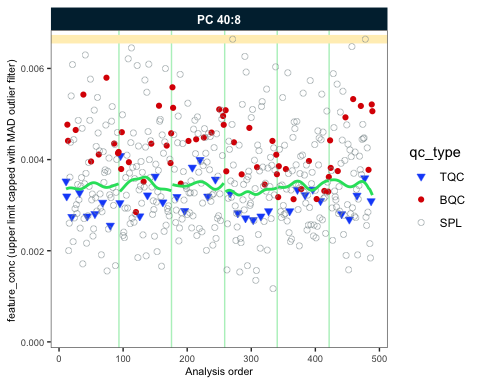 PC 40:8
feature_conc (upper limit capped with MAD outlier filter)
0.006
0.004
0.002
0.000
0 100 200 300 400 500
Analysis order
qc_type
TQC
BQC
SPL